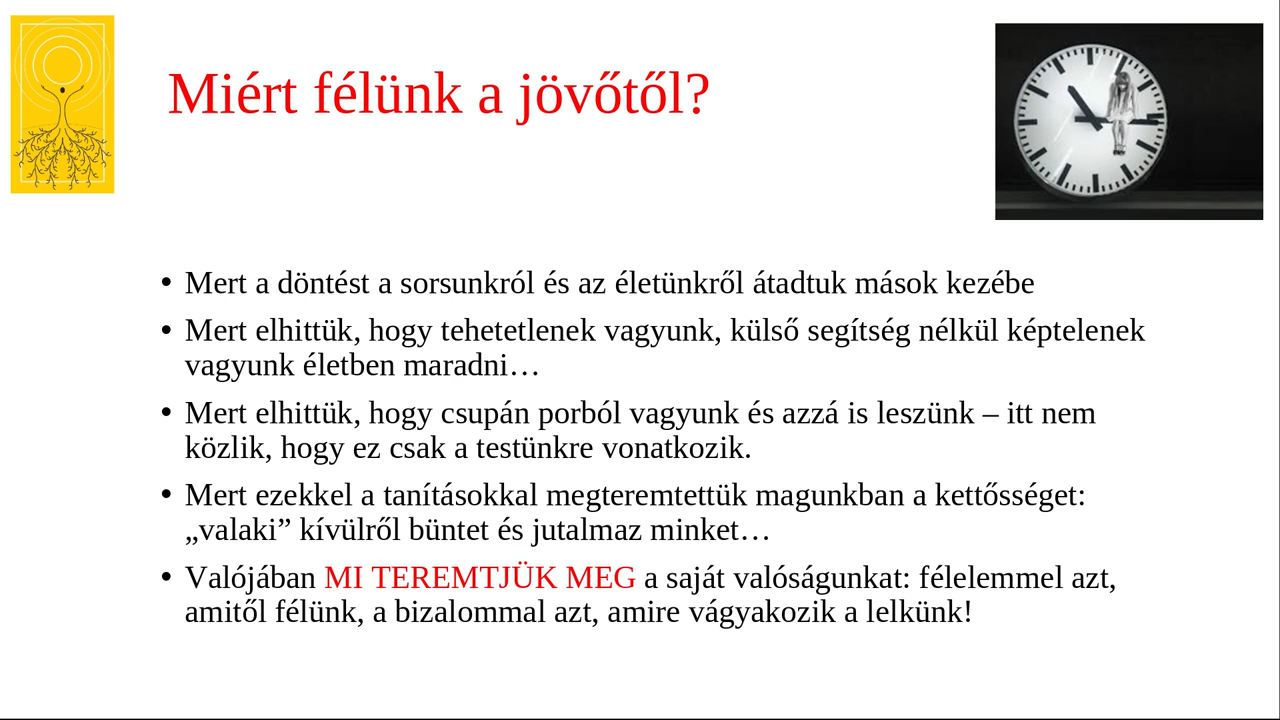 Miért félünk a jövőtől?
• Mert a döntést a sorsunkról és az életünkről átadtuk mások kezébe
• Mert elhittük, hogy tehetetlenek vagyunk, külső segítség nélkül képtelenek
vagyunk életben maradni…
• Mert elhittük, hogy csupán porból vagyunk és azzá is leszünk – itt nem
közlik, hogy ez csak a testünkre vonatkozik.
• Mert ezekkel a tanításokkal megteremtettük magunkban a kettősséget:
„valaki” kívülről büntet és jutalmaz minket…
• Valójában MI TEREMTJÜK MEG a saját valóságunkat: félelemmel azt,
amitől félünk, a bizalommal azt, amire vágyakozik a lelkünk!